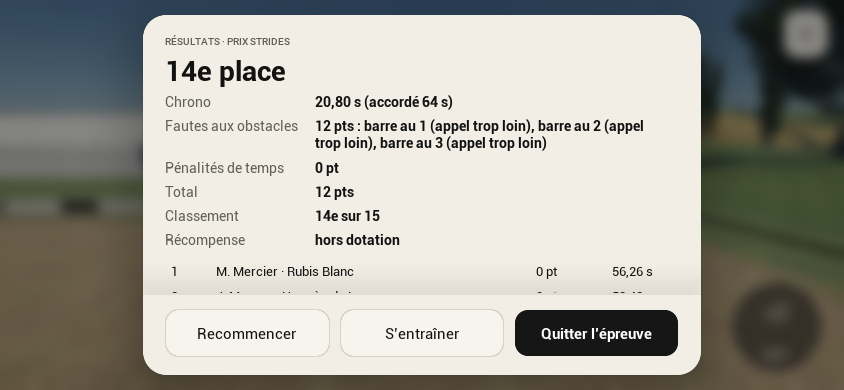 RÉSULTATS · PRIX STRIDES
14e place
Chrono 20,80 s (accordé 64 s)
Fautes aux obstacles 12 pts : barre au 1 (appel trop loin), barre au 2 (appel
trop loin), barre au 3 (appel trop loin)
Pénalités de temps 0 pt
Total 12 pts
Classement 14e sur 15
Récompense hors dotation
1 M. Mercier · Rubis Blanc 0 pt 56,26 s
Recommencer S'entraîner Quitter l'épreuve